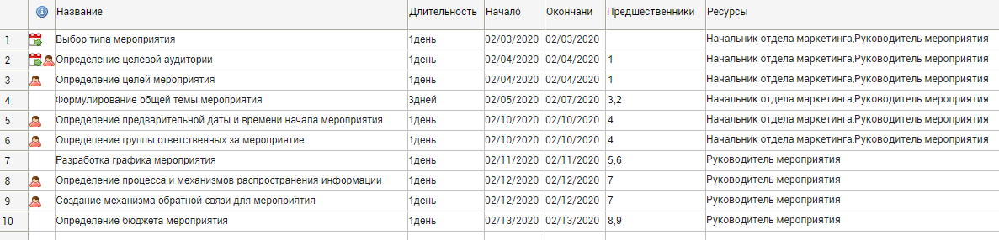 Название Длительность Начало Окончани Предшественники Ресурсы
1 Выбор типа мероприятия 1день 02/03/2020 02/03/2020 Начальник отдела маркетинга,Руководитель мероприятия
2 Определение целевой аудитории 1день 02/04/2020 02/04/2020 1 Начальник отдела маркетинга,Руководитель мероприятия
3 Определение целей мероприятия 1день 02/04/2020 02/04/2020 1 Начальник отдела маркетинга,Руководитель мероприятия
4 Формулирование общей темы мероприятия 3дней 02/05/2020 02/07/2020 3,2 Начальник отдела маркетинга,Руководитель мероприятия
5 Определение предварительной даты и времени начала мероприятия 1день 02/10/2020 02/10/2020 4 Начальник отдела маркетинга,Руководитель мероприятия
6 Определение группы ответственных за мероприятие 1день 02/10/2020 02/10/2020 4 Начальник отдела маркетинга,Руководитель мероприятия
7 Разработка графика мероприятия 1день 02/11/2020 02/11/2020 5,6 Руководитель мероприятия
8 Определение процесса и механизмов распространения информации 1день 02/12/2020 02/12/2020 7 Руководитель мероприятия
9 Создание механизма обратной связи для мероприятия 1день 02/12/2020 02/12/2020 7 Руководитель мероприятия
10 Определение бюджета мероприятия 1день 02/13/2020 02/13/2020 8,9 Руководитель мероприятия